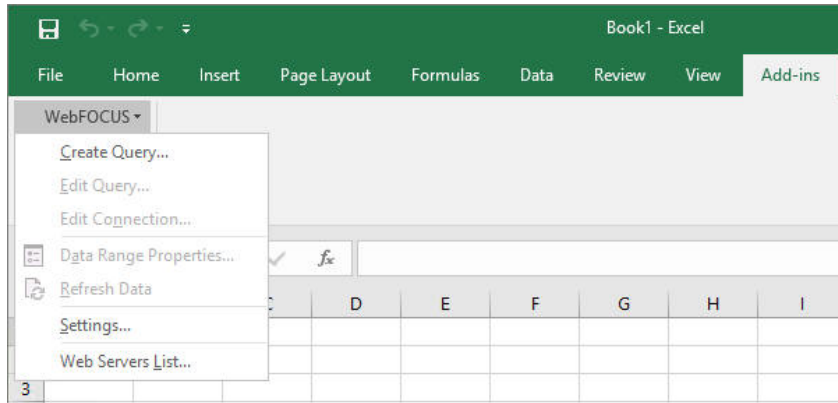 Book1 - Excel
File Home Insert Page Layout Formulas Data Review View Add-ins
WebFOCUS
Create Query...
Edit Query...
Edit Connection...
Data Range Properties...
fx
Refresh Data
D E F G H I
Settings...
Web Servers List...
3